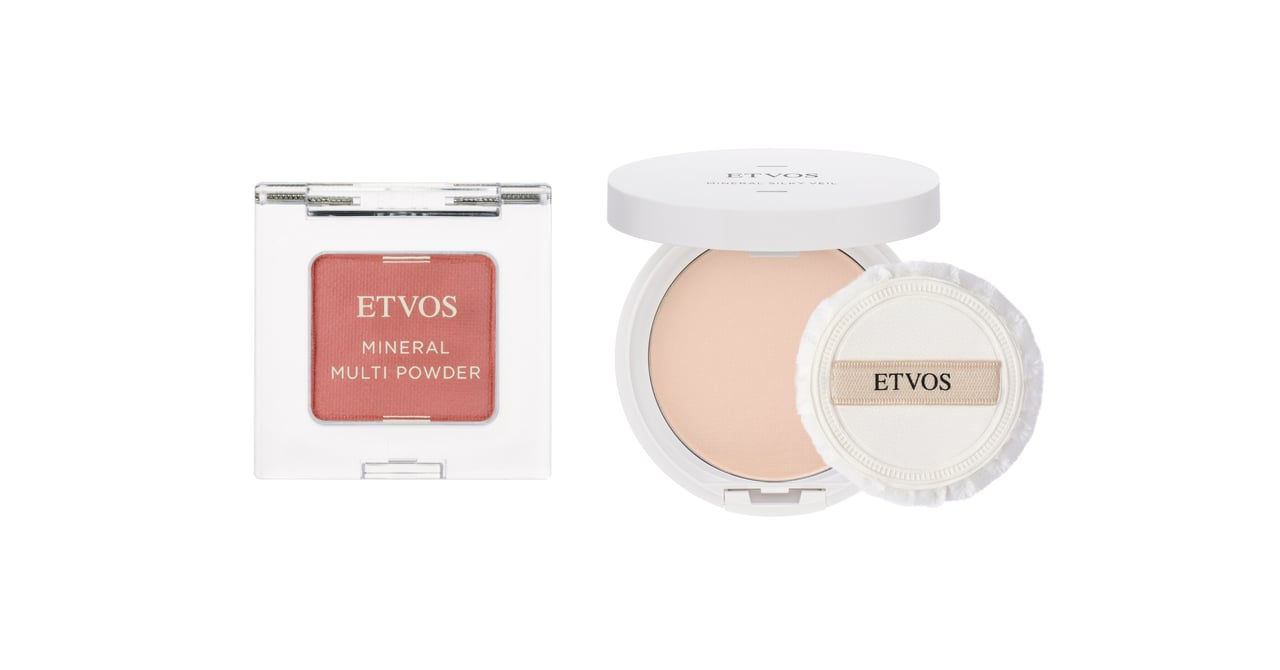 ETVOS
MINERAL
MULTI POWDER
ETVOS
MINERAL SILKY VEIL
ETVOS